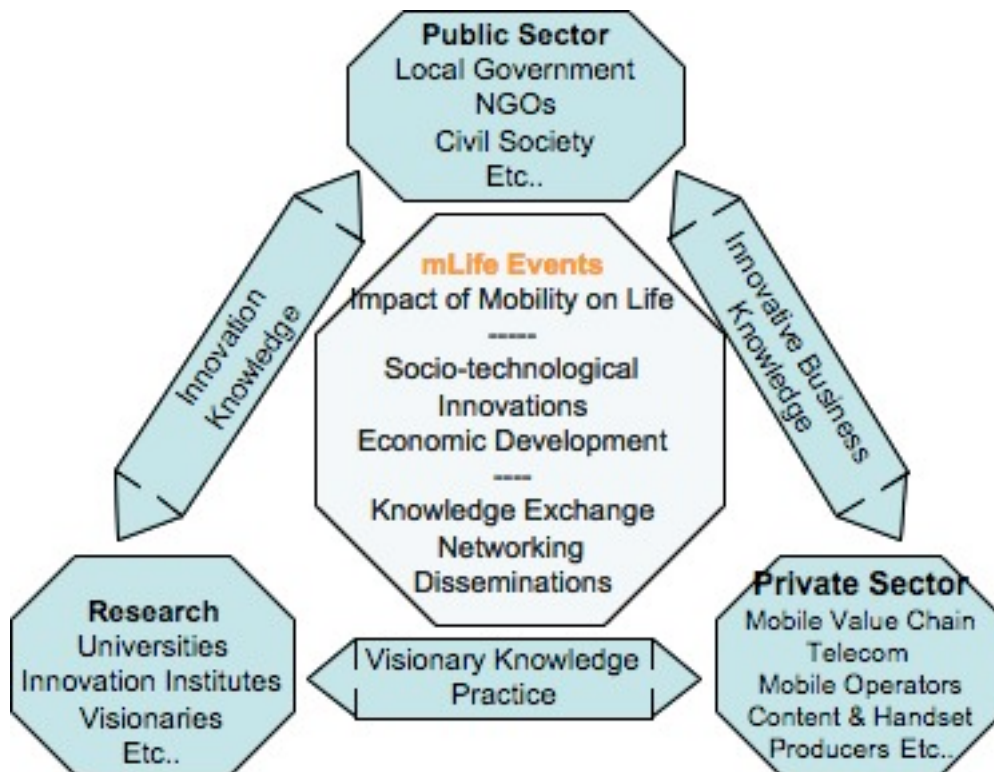 Public Sector
Local Government
NGOs
Civil Society
Etc..
Innovation
Knowledge
mLife Events
Impact of Mobility on Life
-----
Socio-technological
Innovations
Economic Development
----
Knowledge Exchange
Networking
Disseminations
Innovative Business
Knowledge
Research
Universities
Innovation Institutes
Visionaries
Etc..
Visionary Knowledge
Practice
Private Sector
Mobile Value Chain
Telecom
Mobile Operators
Content & Handset
Producers Etc..